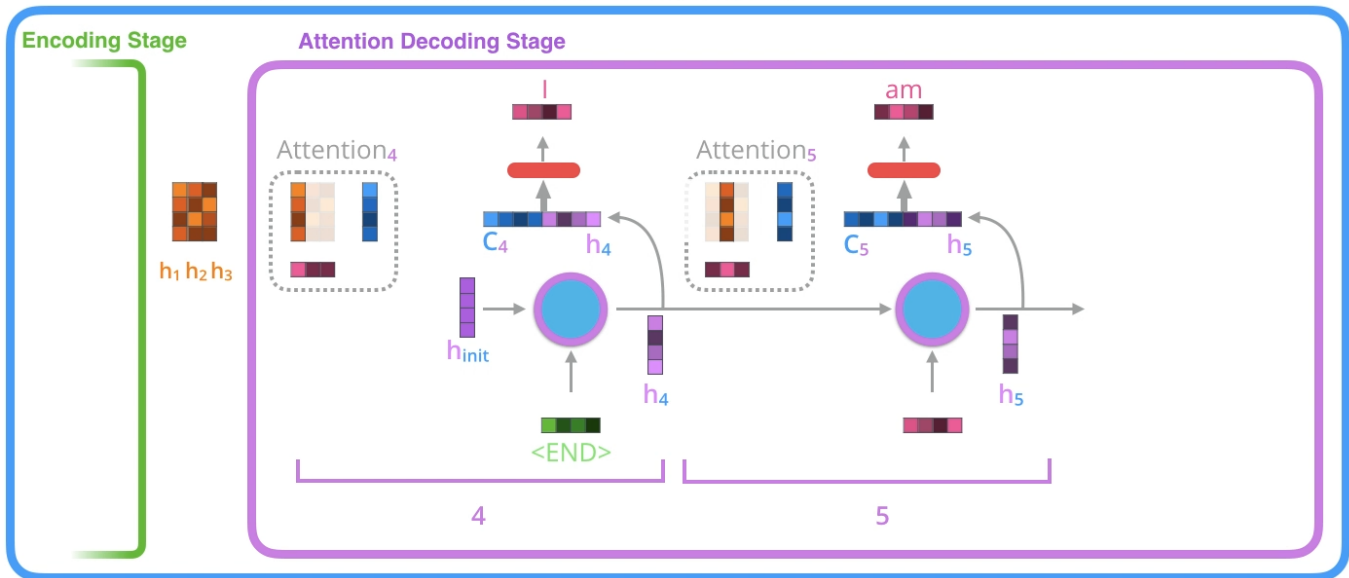 Encoding Stage
Attention Decoding Stage
I
am
Attention4
Attention5
C4
h4
C5
h5
h1 h2 h3
hinit
h4
h5
<END>
4
5